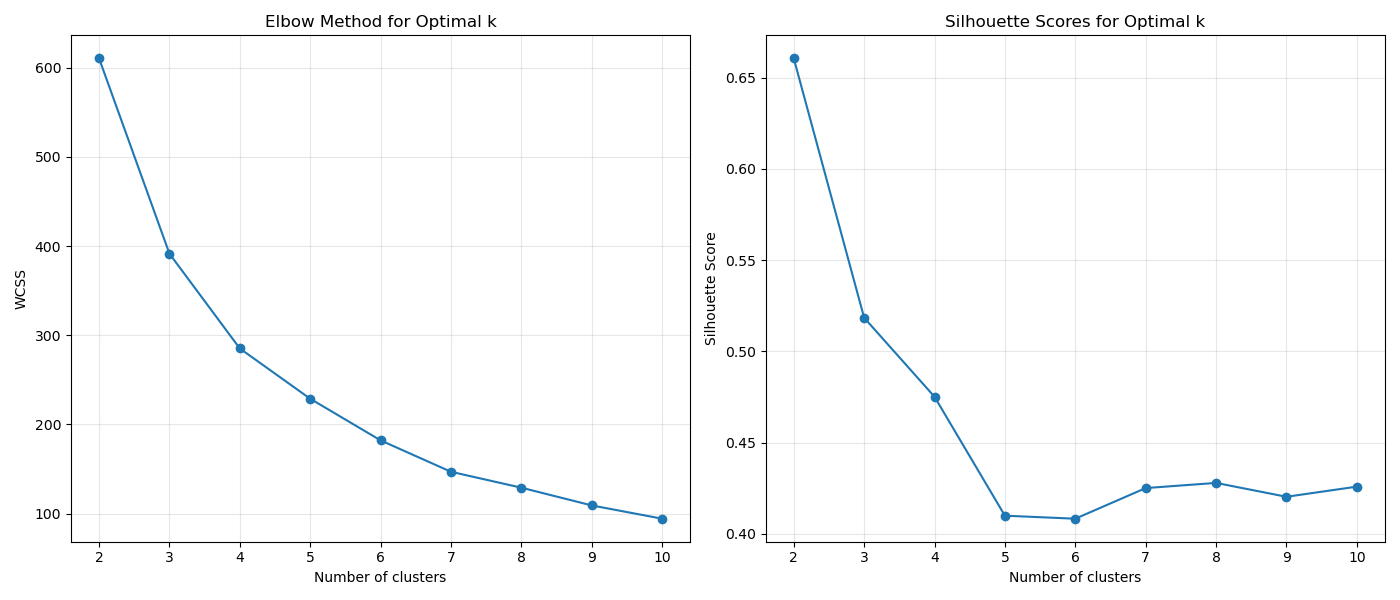 Elbow Method for Optimal k
600
500
400
300
200
100
WCSS
2 3 4 5 6 7 8 9 10
Number of clusters
Silhouette Scores for Optimal k
0.65
0.60
0.55
0.50
0.45
0.40
Silhouette Score
2 3 4 5 6 7 8 9 10
Number of clusters